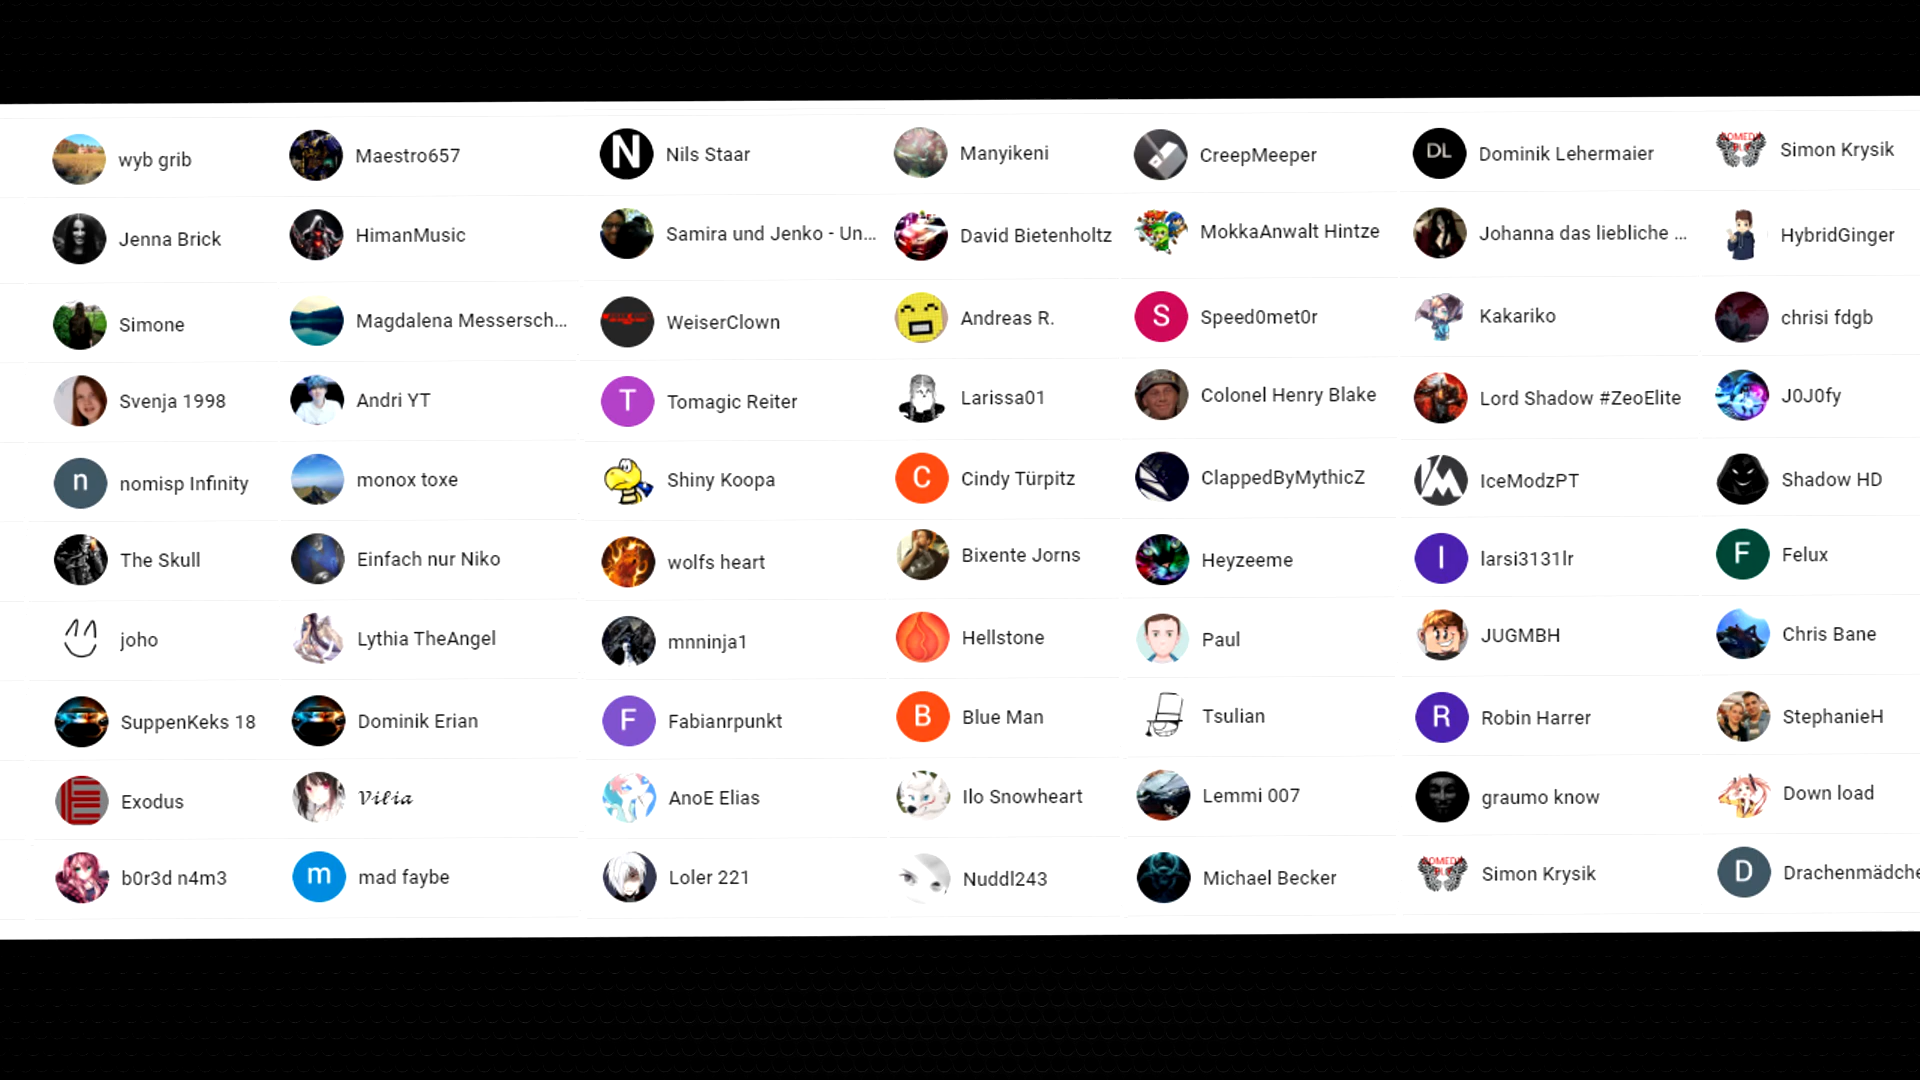 wyb grib
Maestro657
Nils Staar
Manyikeni
CreepMeeper
DL Dominik Lehermaier
Simon Krysik
Jenna Brick
HimanMusic
Samira und Jenko - Un...
David Bietenholtz
MokkaAnwalt Hintze
Johanna das liebliche ...
HybridGinger
Simone
Magdalena Messersch...
WeiserClown
Andreas R.
S Speed0met0r
Kakariko
chrisi fdgb
Svenja 1998
Andri YT
T Tomagic Reiter
Larissa01
Colonel Henry Blake
Lord Shadow #ZeoElite
J0J0fy
n nomisp Infinity
monox toxe
Shiny Koopa
C Cindy Türpitz
ClappedByMythicZ
IceModzPT
Shadow HD
The Skull
Einfach nur Niko
wolfs heart
Bixente Jorns
Heyzeeme
l larsi3131lr
F Felux
joho
Lythia TheAngel
mnninja1
Hellstone
Paul
JUGMBH
Chris Bane
SuppenKeks 18
Dominik Erian
F Fabianrpunkt
B Blue Man
Tsulian
R Robin Harrer
StephanieH
Exodus
𝓥𝓲𝓵𝓲𝓪
AnoE Elias
Ilo Snowheart
Lemmi 007
graumo know
Down load
b0r3d n4m3
m mad faybe
Loler 221
Nuddl243
Michael Becker
Simon Krysik
D Drachenmädche